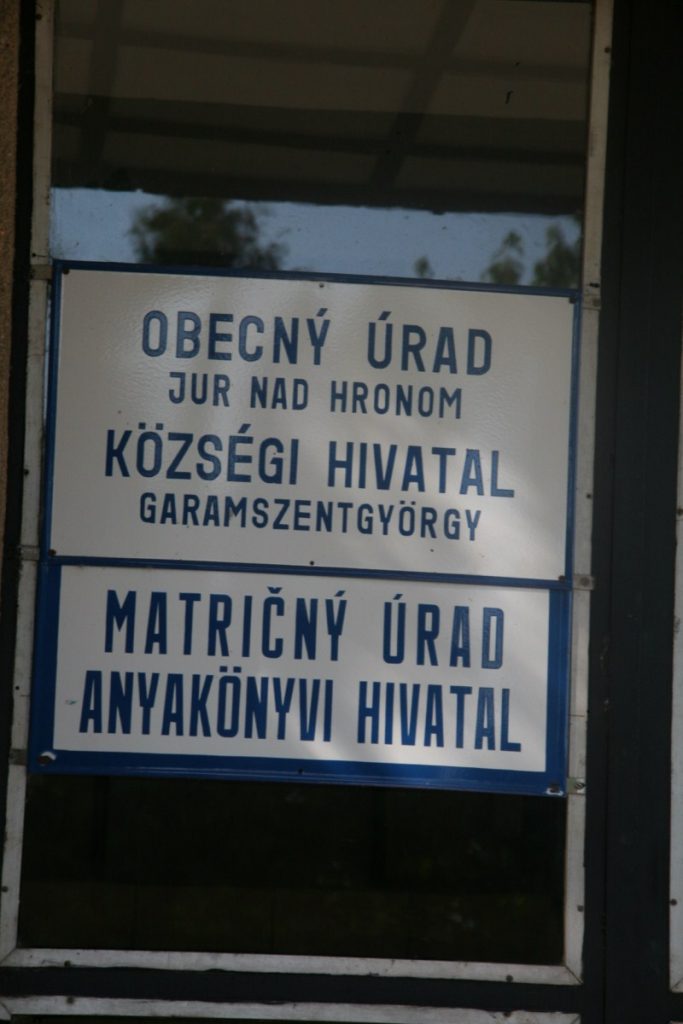 OBECNÝ ÚRAD
JUR NAD HRONOM
KÖZSÉGI HIVATAL
GARAMSZENTGYÖRGY
MATRIČNÝ ÚRAD
ANYAKÖNYVI HIVATAL